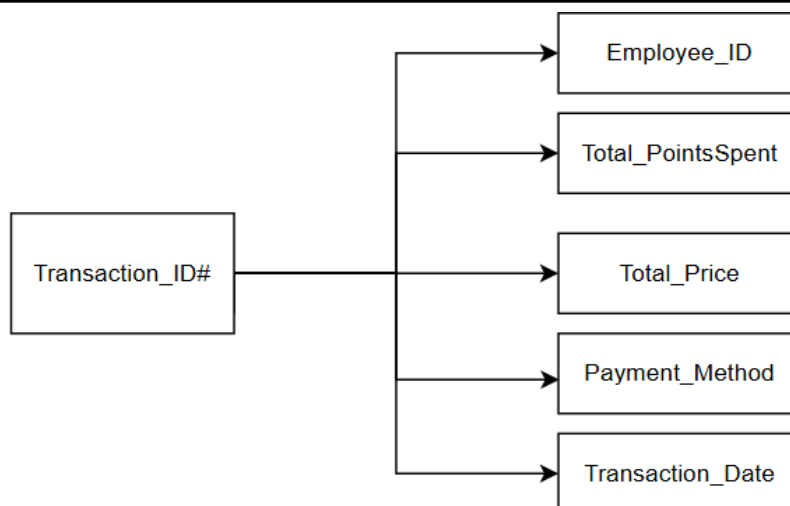 Employee_ID
Total_PointsSpent
Transaction_ID#
Total_Price
Payment_Method
Transaction_Date